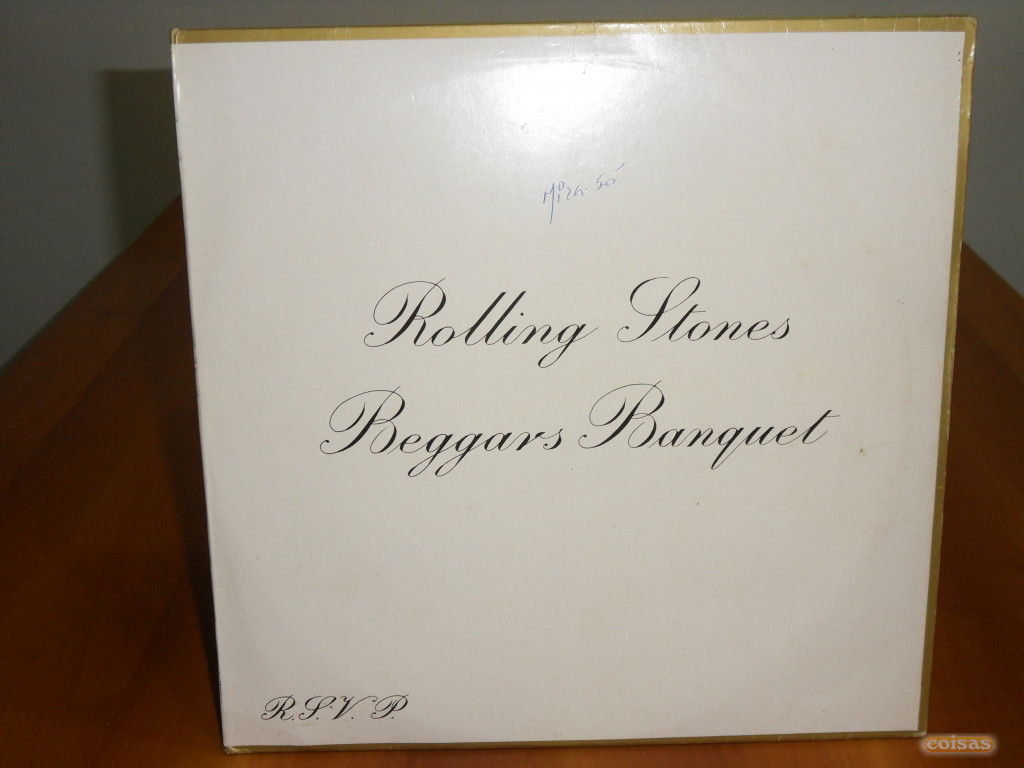 Rolling Stones
Beggars Banquet
R.S.V.P.
coisas